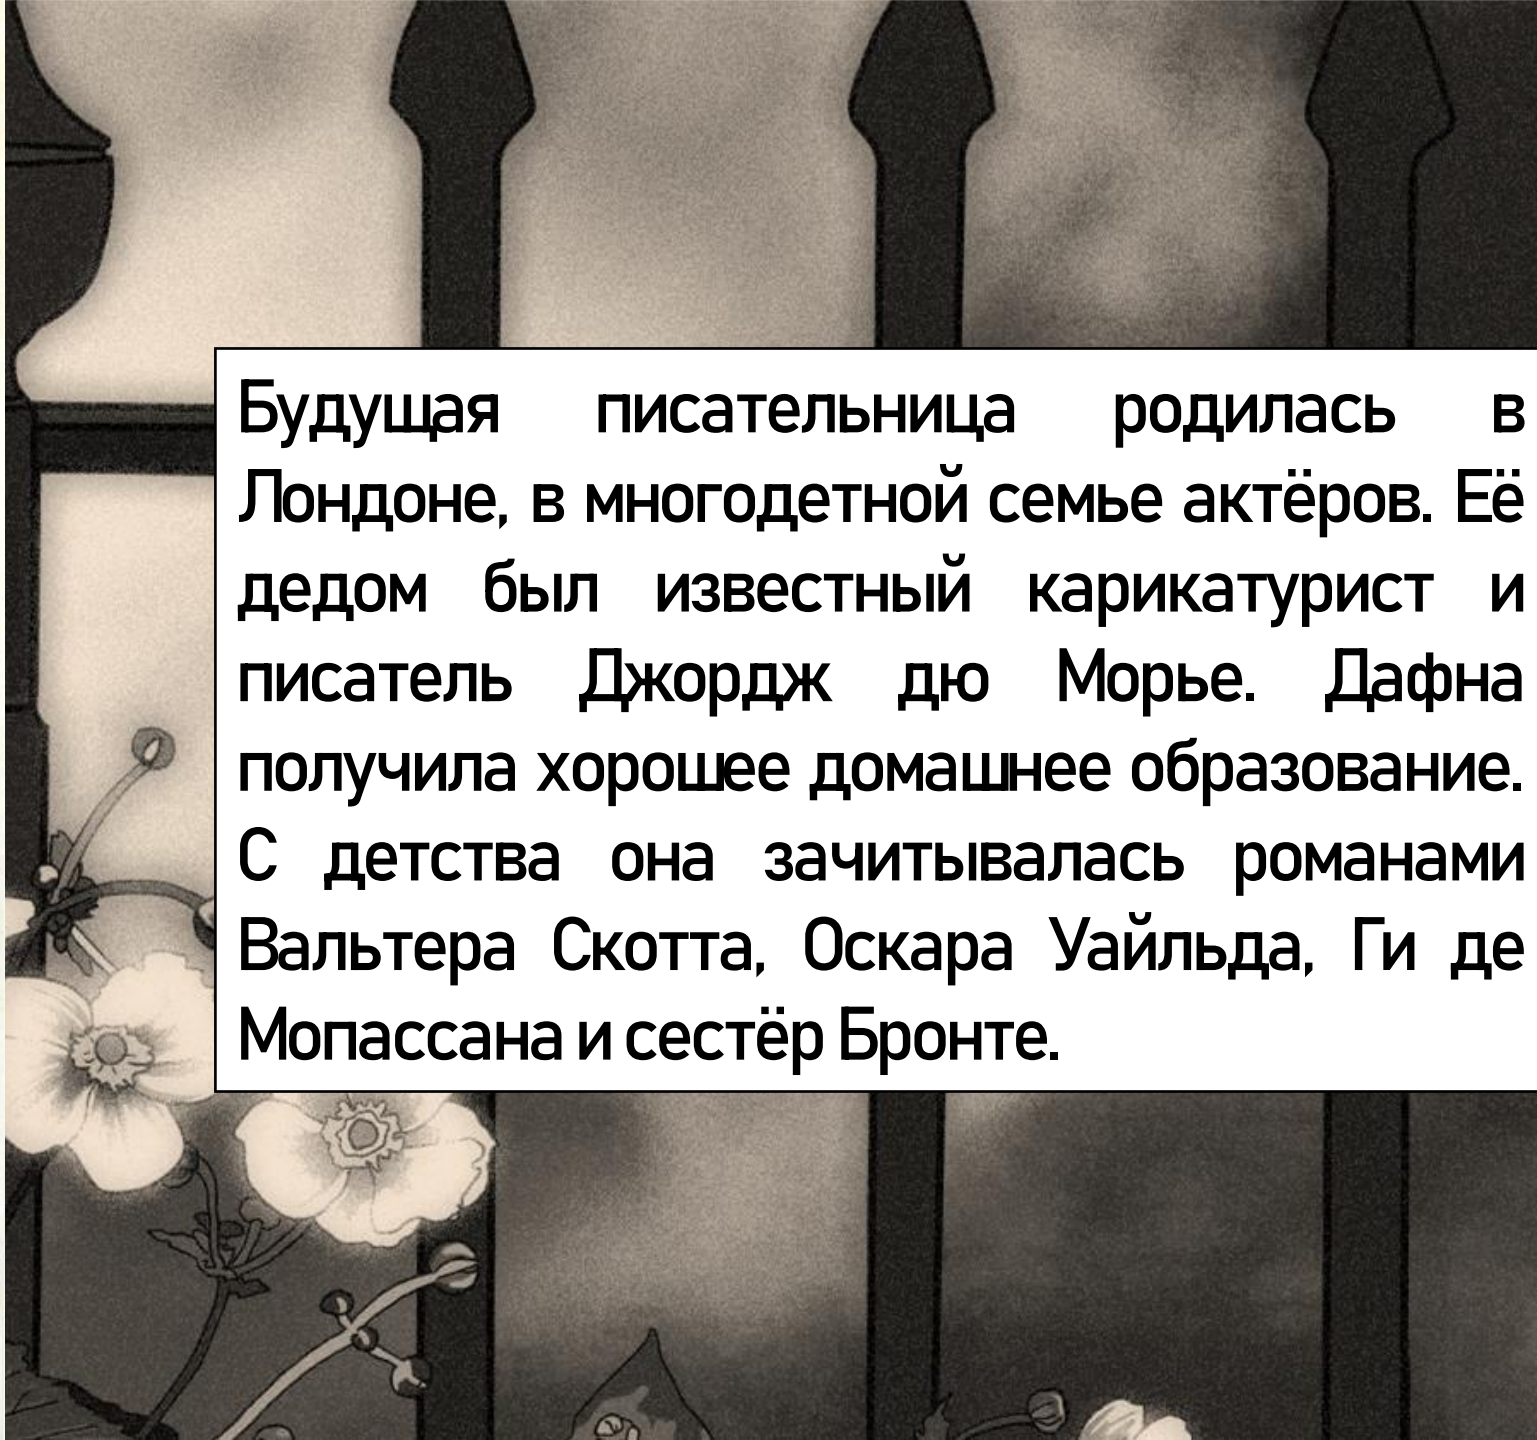 Будущая писательница родилась в
Лондоне, в многодетной семье актёров. Её
дедом был известный карикатурист и
писатель Джордж дю Морье. Дафна
получила хорошее домашнее образование.
С детства она зачитывалась романами
Вальтера Скотта, Оскара Уайльда, Ги де
Мопассана и сестёр Бронте.